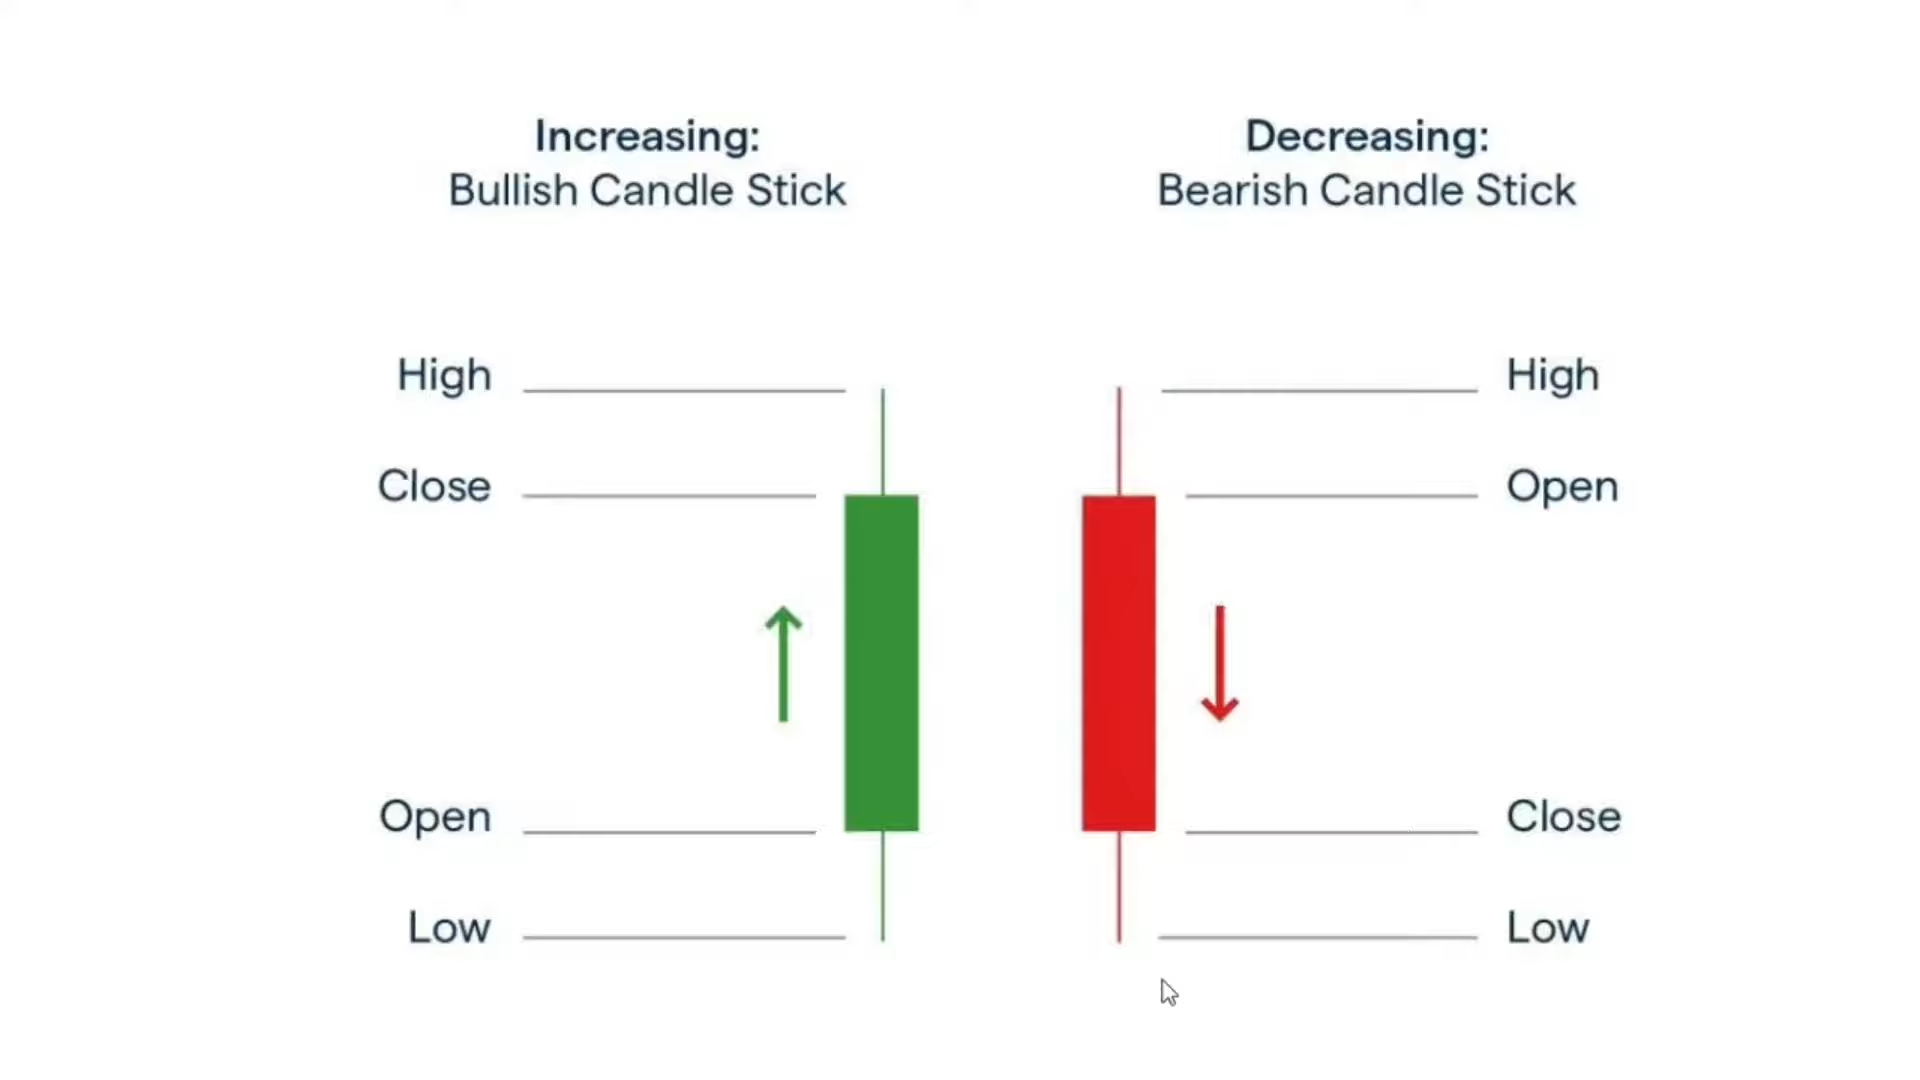 Increasing:
Bullish Candle Stick
High
Close
Open
Low
Decreasing:
Bearish Candle Stick
High
Open
Close
Low